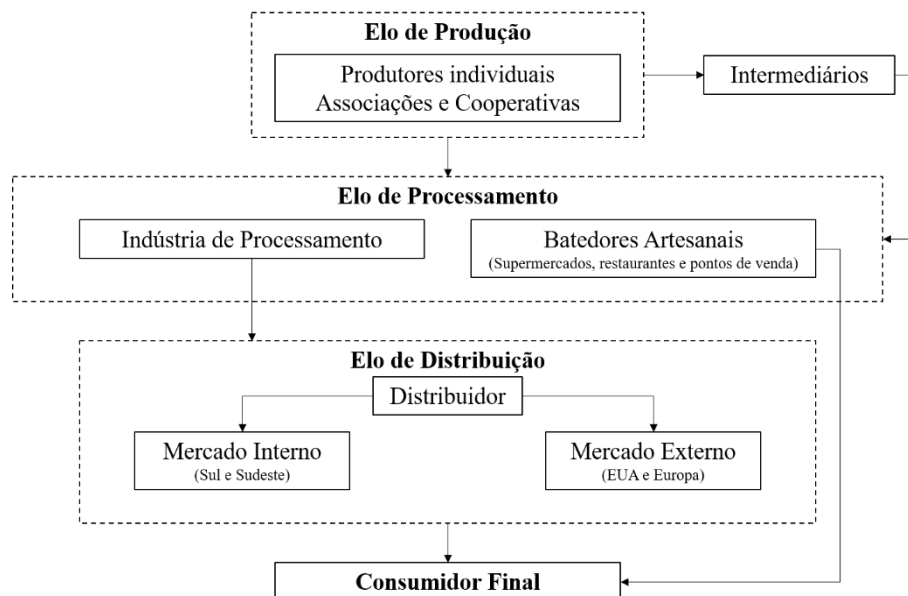 Elo de Produção
Produtores individuais
Associações e Cooperativas
Intermediários
Elo de Processamento
Indústria de Processamento
Batedores Artesanais
(Supermercados, restaurantes e pontos de venda)
Elo de Distribuição
Distribuidor
Mercado Interno
(Sul e Sudeste)
Mercado Externo
(EUA e Europa)
Consumidor Final